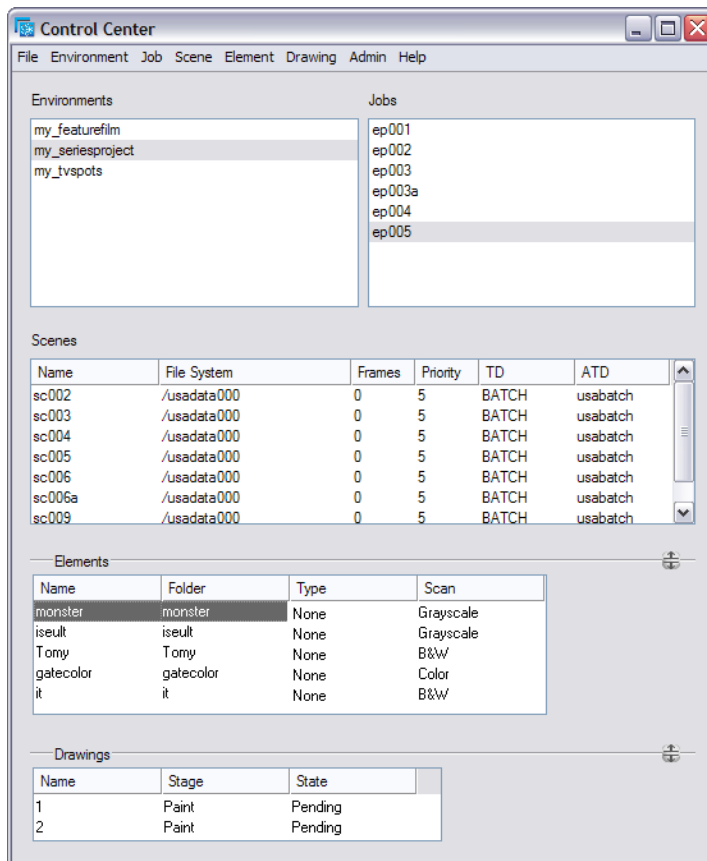 Control Center
File Environment Job Scene Element Drawing Admin Help
Environments Jobs
my_featurefilm ep001
my_seriesproject ep002
my_tvspots ep003
ep003a
ep004
ep005
Scenes
Name File System Frames Priority TD ATD
sc002 /usadata000 0 5 BATCH usabatch
sc003 /usadata000 0 5 BATCH usabatch
sc004 /usadata000 0 5 BATCH usabatch
sc005 /usadata000 0 5 BATCH usabatch
sc006 /usadata000 0 5 BATCH usabatch
sc006a /usadata000 0 5 BATCH usabatch
sc009 /usadata000 0 5 BATCH usabatch
Elements
Name Folder Type Scan
monster monster None Grayscale
iseult iseult None Grayscale
Tomy Tomy None B&W
gatecolor gatecolor None Color
it it None B&W
Drawings
Name Stage State
1 Paint Pending
2 Paint Pending